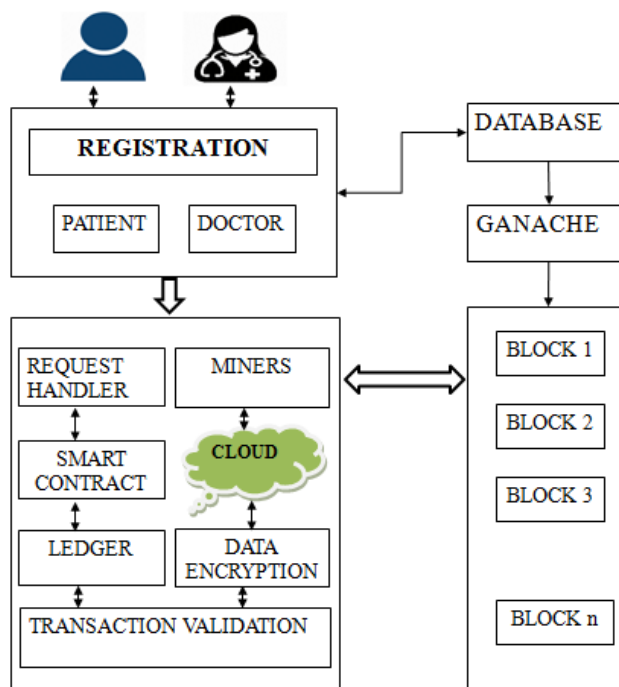 REGISTRATION
PATIENT
DOCTOR
DATABASE
GANACHE
REQUEST
HANDLER
MINERS
SMART
CONTRACT
CLOUD
LEDGER
DATA
ENCRYPTION
TRANSACTION VALIDATION
BLOCK 1
BLOCK 2
BLOCK 3
BLOCK n